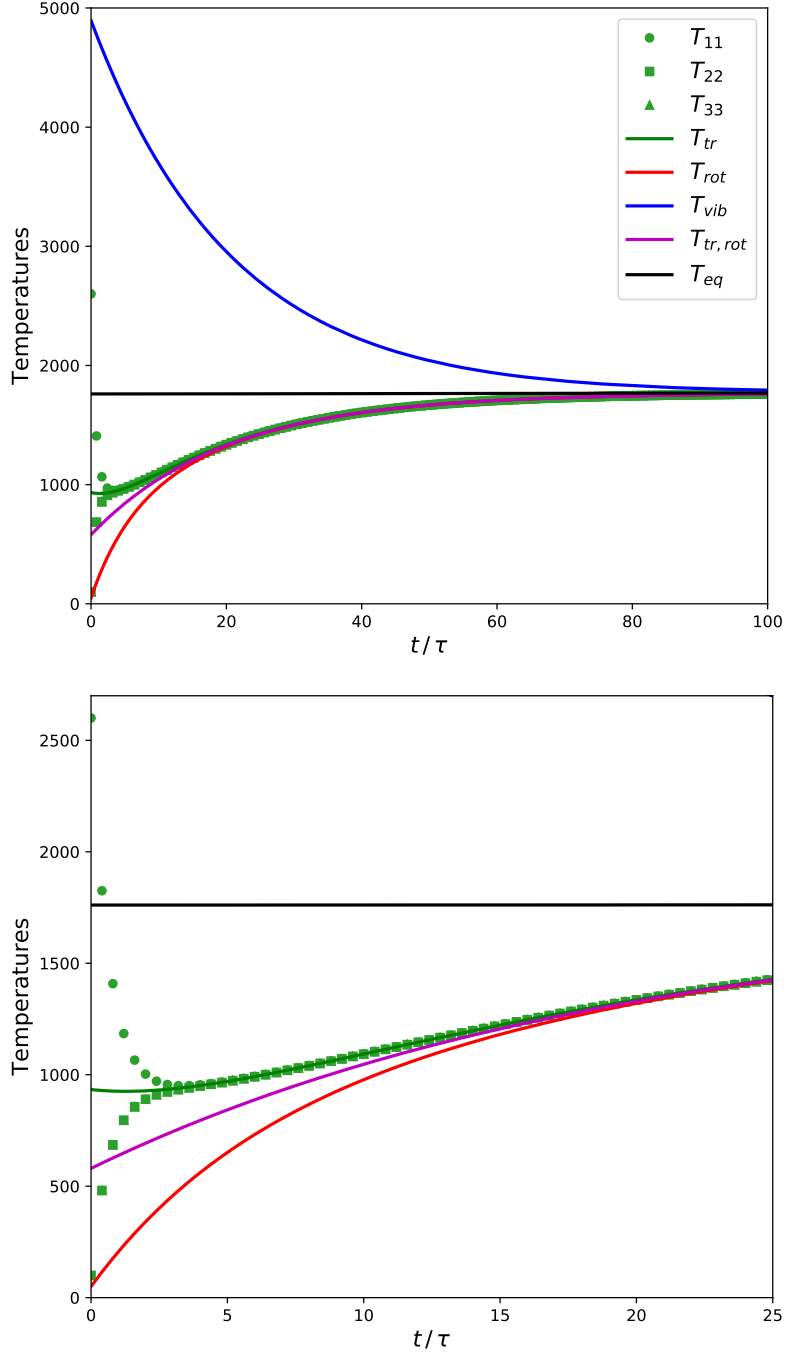 5000
4000
3000
2000
1000
0
Temperatures
T11
T22
T33
Ttr
Trot
Tvib
Ttr, rot
Teq
0 20 40 60 80 100
t / τ
2500
2000
1500
1000
500
0
Temperatures
0 5 10 15 20 25
t / τ